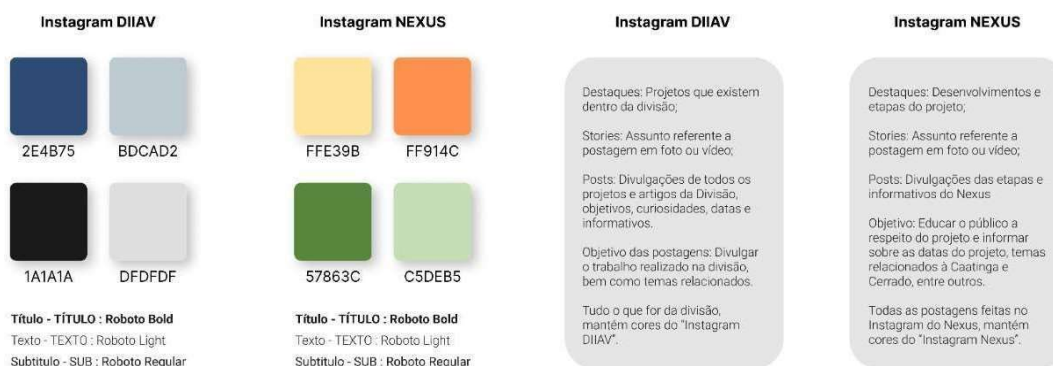 Instagram DIIAV
2E4B75
BDCAD2
1A1A1A
DFDFDF
Título - TÍTULO : Roboto Bold
Texto - TEXTO : Roboto Light
Subtitulo - SUB : Roboto Regular
Instagram NEXUS
FFE39B
FF914C
57863C
C5DEB5
Título - TÍTULO : Roboto Bold
Texto - TEXTO : Roboto Light
Subtitulo - SUB : Roboto Regular
Instagram DIIAV
Destaques: Projetos que existem
dentro da divisão;
Stories: Assunto referente a
postagem em foto ou vídeo;
Posts: Divulgações de todos os
projetos e artigos da Divisão,
objetivos, curiosidades, datas e
informativos.
Objetivo das postagens: Divulgar
o trabalho realizado na divisão,
bem como temas relacionados.
Tudo o que for da divisão,
mantém cores do “Instagram
DIIAV”.
Instagram NEXUS
Destaques: Desenvolvimentos e
etapas do projeto;
Stories: Assunto referente a
postagem em foto ou vídeo;
Posts: Divulgações das etapas e
informativos do Nexus
Objetivo: Educar o público a
respeito do projeto e informar
sobre as datas do projeto, temas
relacionados à Caatinga e
Cerrado, entre outros.
Todas as postagens feitas no
Instagram do Nexus, mantém
cores do “Instagram Nexus”.